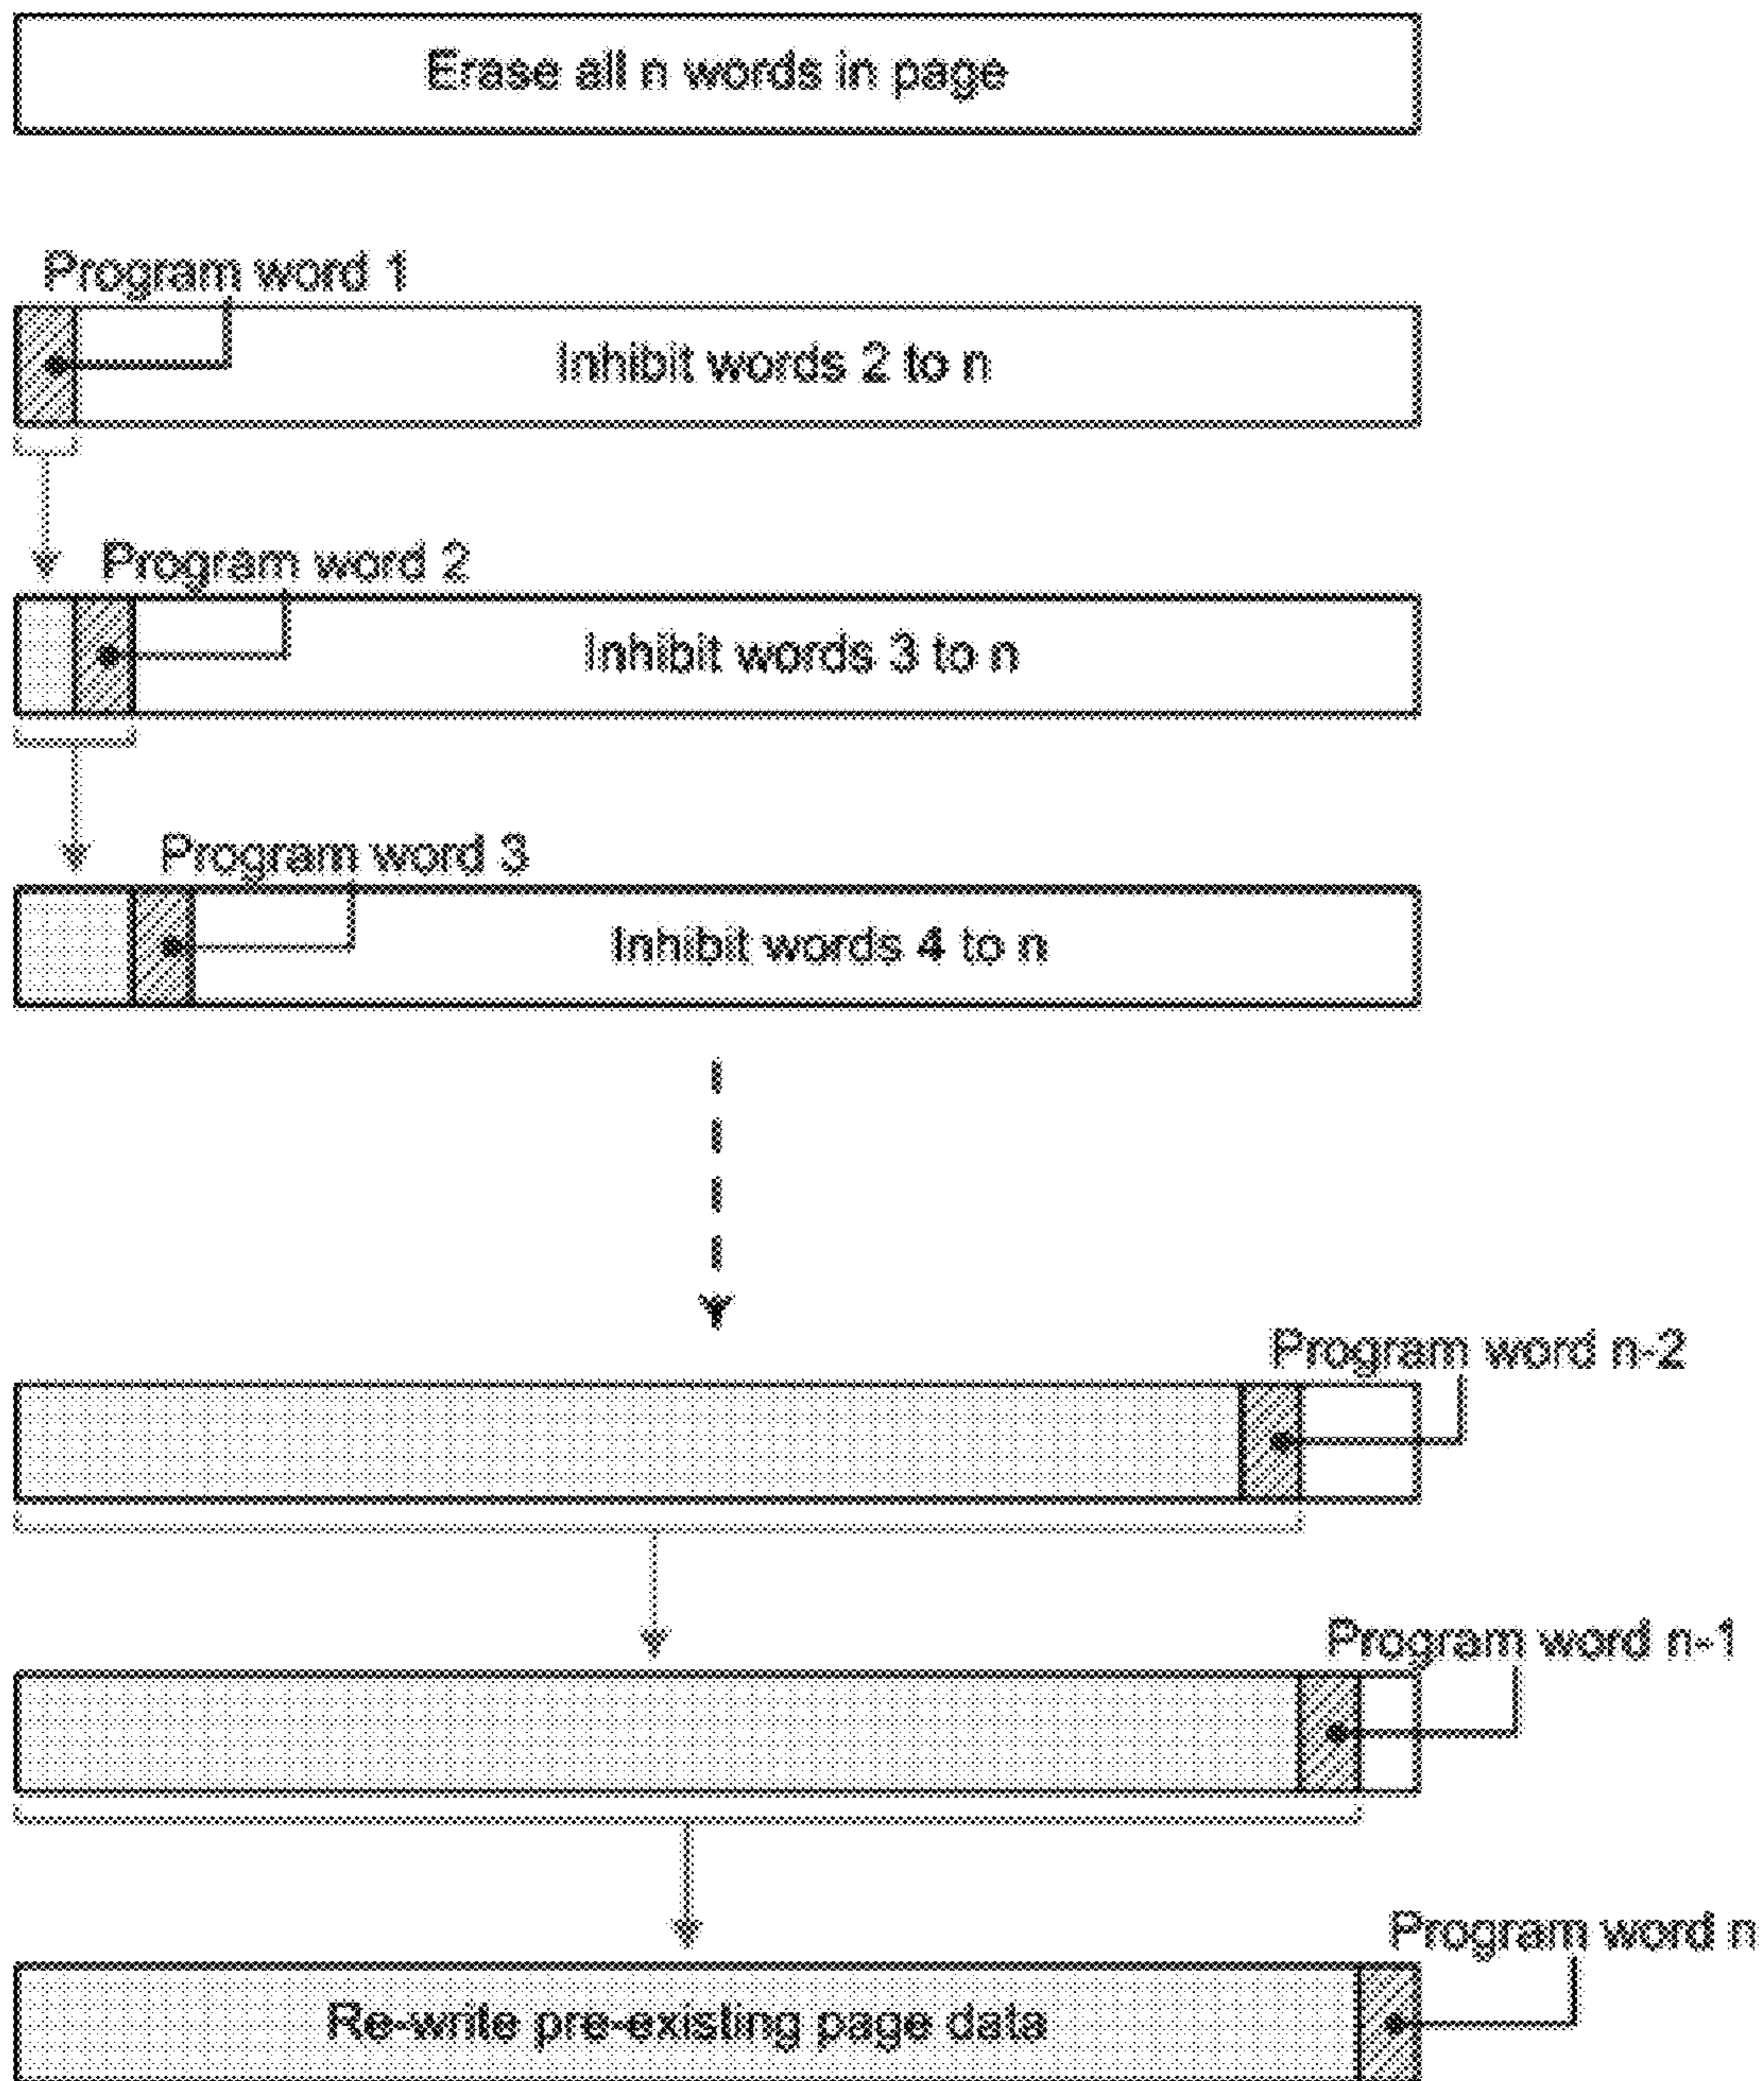 Erase all n words in page
Program word 1
Inhibit words 2 to n
Program word 2
Inhibit words 3 to n
Program word 3
Inhibit words 4 to n
Program word n-2
Program word n-1
Program word n
Re-write pre-existing page data